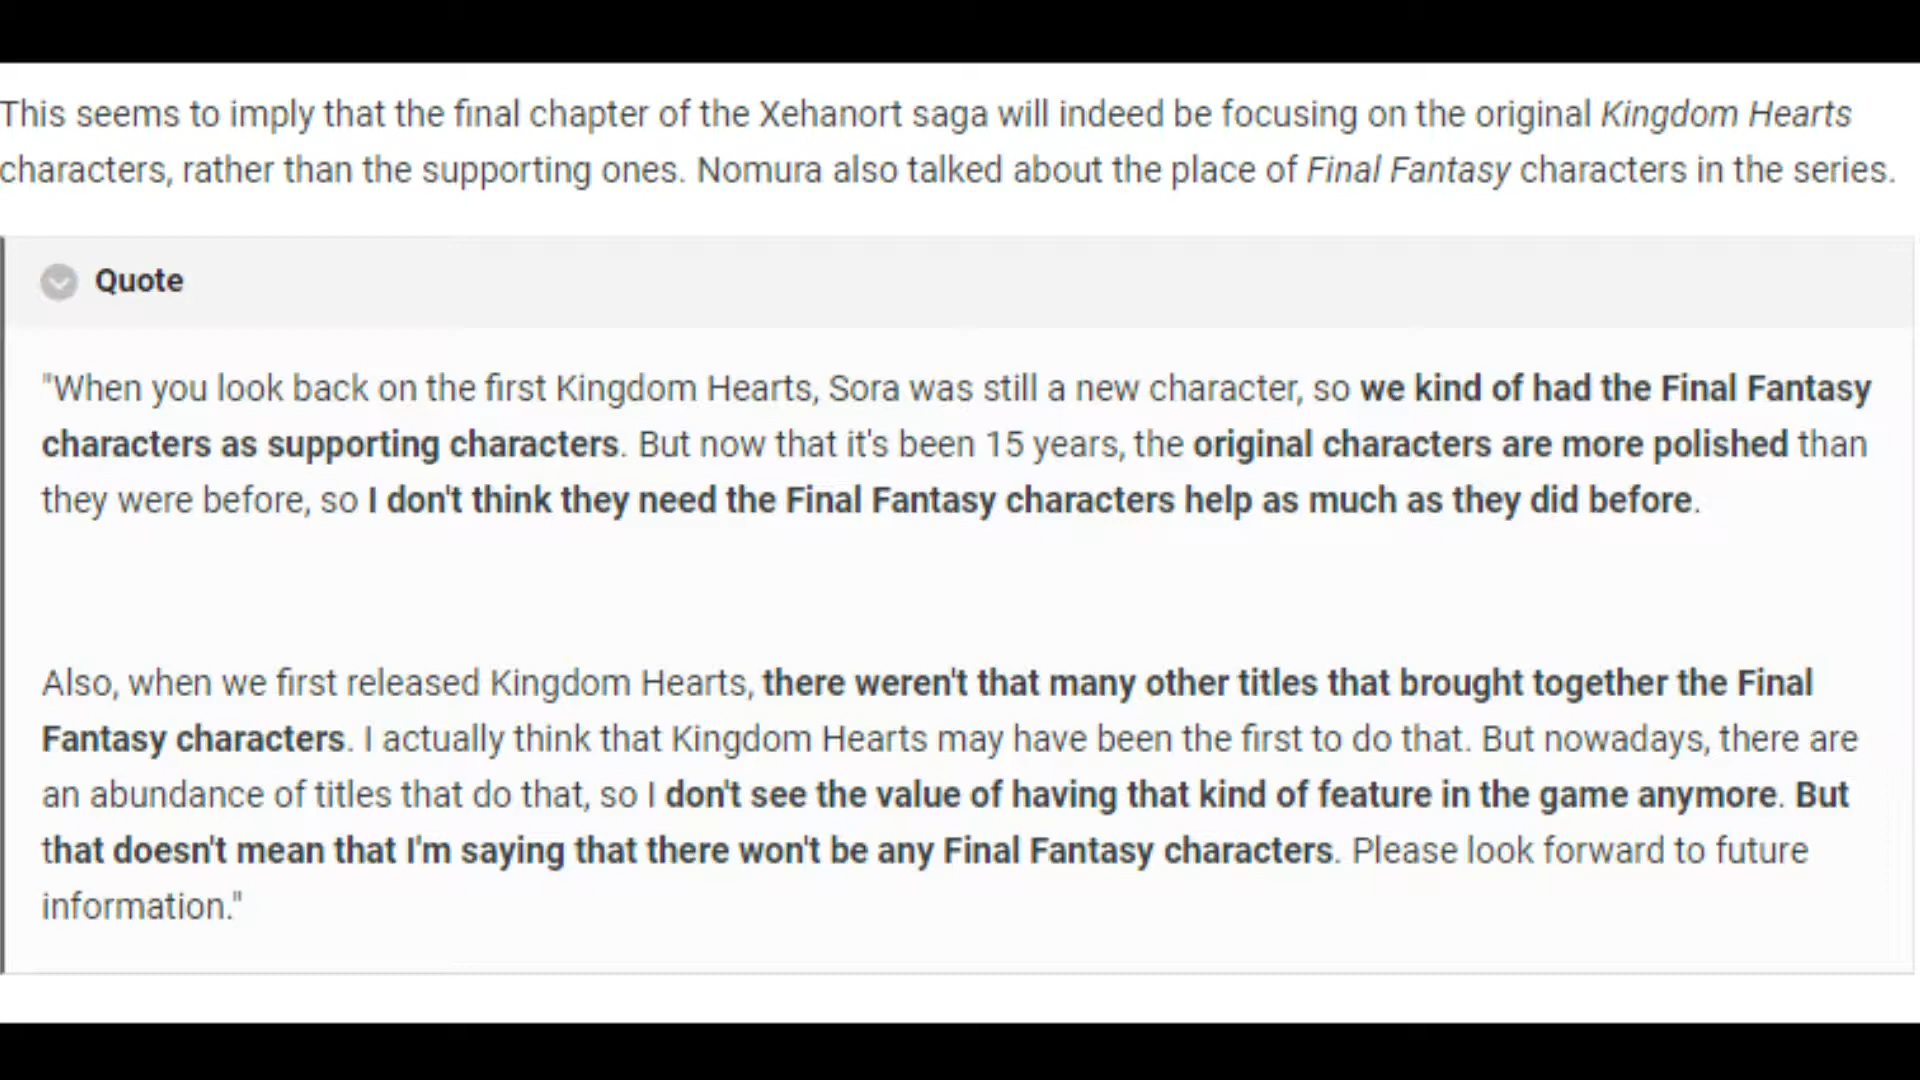 This seems to imply that the final chapter of the Xehanort saga will indeed be focusing on the original Kingdom Hearts
characters, rather than the supporting ones. Nomura also talked about the place of Final Fantasy characters in the series.
Quote
"When you look back on the first Kingdom Hearts, Sora was still a new character, so we kind of had the Final Fantasy
characters as supporting characters. But now that it's been 15 years, the original characters are more polished than
they were before, so I don't think they need the Final Fantasy characters help as much as they did before.
Also, when we first released Kingdom Hearts, there weren't that many other titles that brought together the Final
Fantasy characters. I actually think that Kingdom Hearts may have been the first to do that. But nowadays, there are
an abundance of titles that do that, so I don't see the value of having that kind of feature in the game anymore. But
that doesn't mean that I'm saying that there won't be any Final Fantasy characters. Please look forward to future
information."